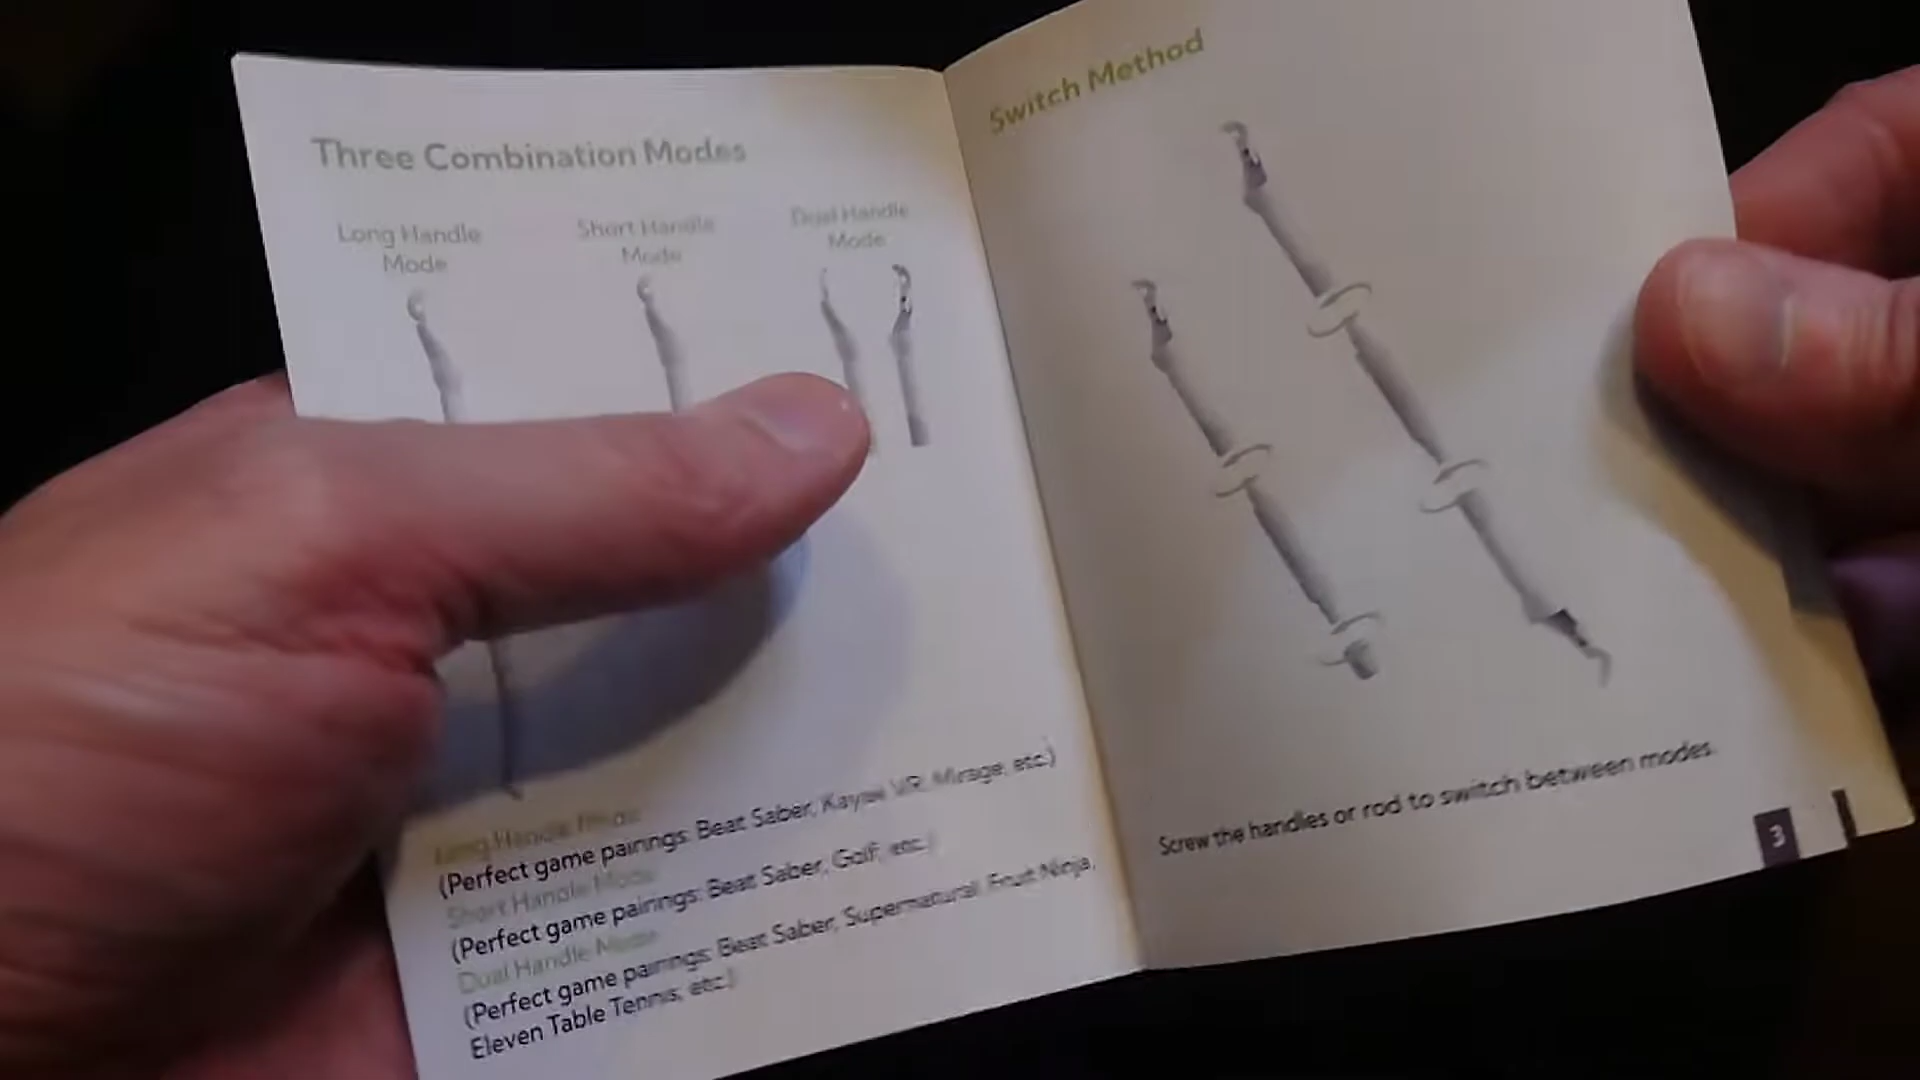 Three Combination Modes
Long Handle
Mode
Short Handle
Mode
Dual Handle
Mode
Long Handle Mode
(Perfect game pairings: Beat Saber, Kayak VR: Mirage, etc.)
Short Handle Mode
(Perfect game pairings: Beat Saber, Golf, etc.)
Dual Handle Mode
(Perfect game pairings: Beat Saber, Supernatural, Fruit Ninja,
Eleven Table Tennis, etc.)
Switch Method
Screw the handles or rod to switch between modes.
3